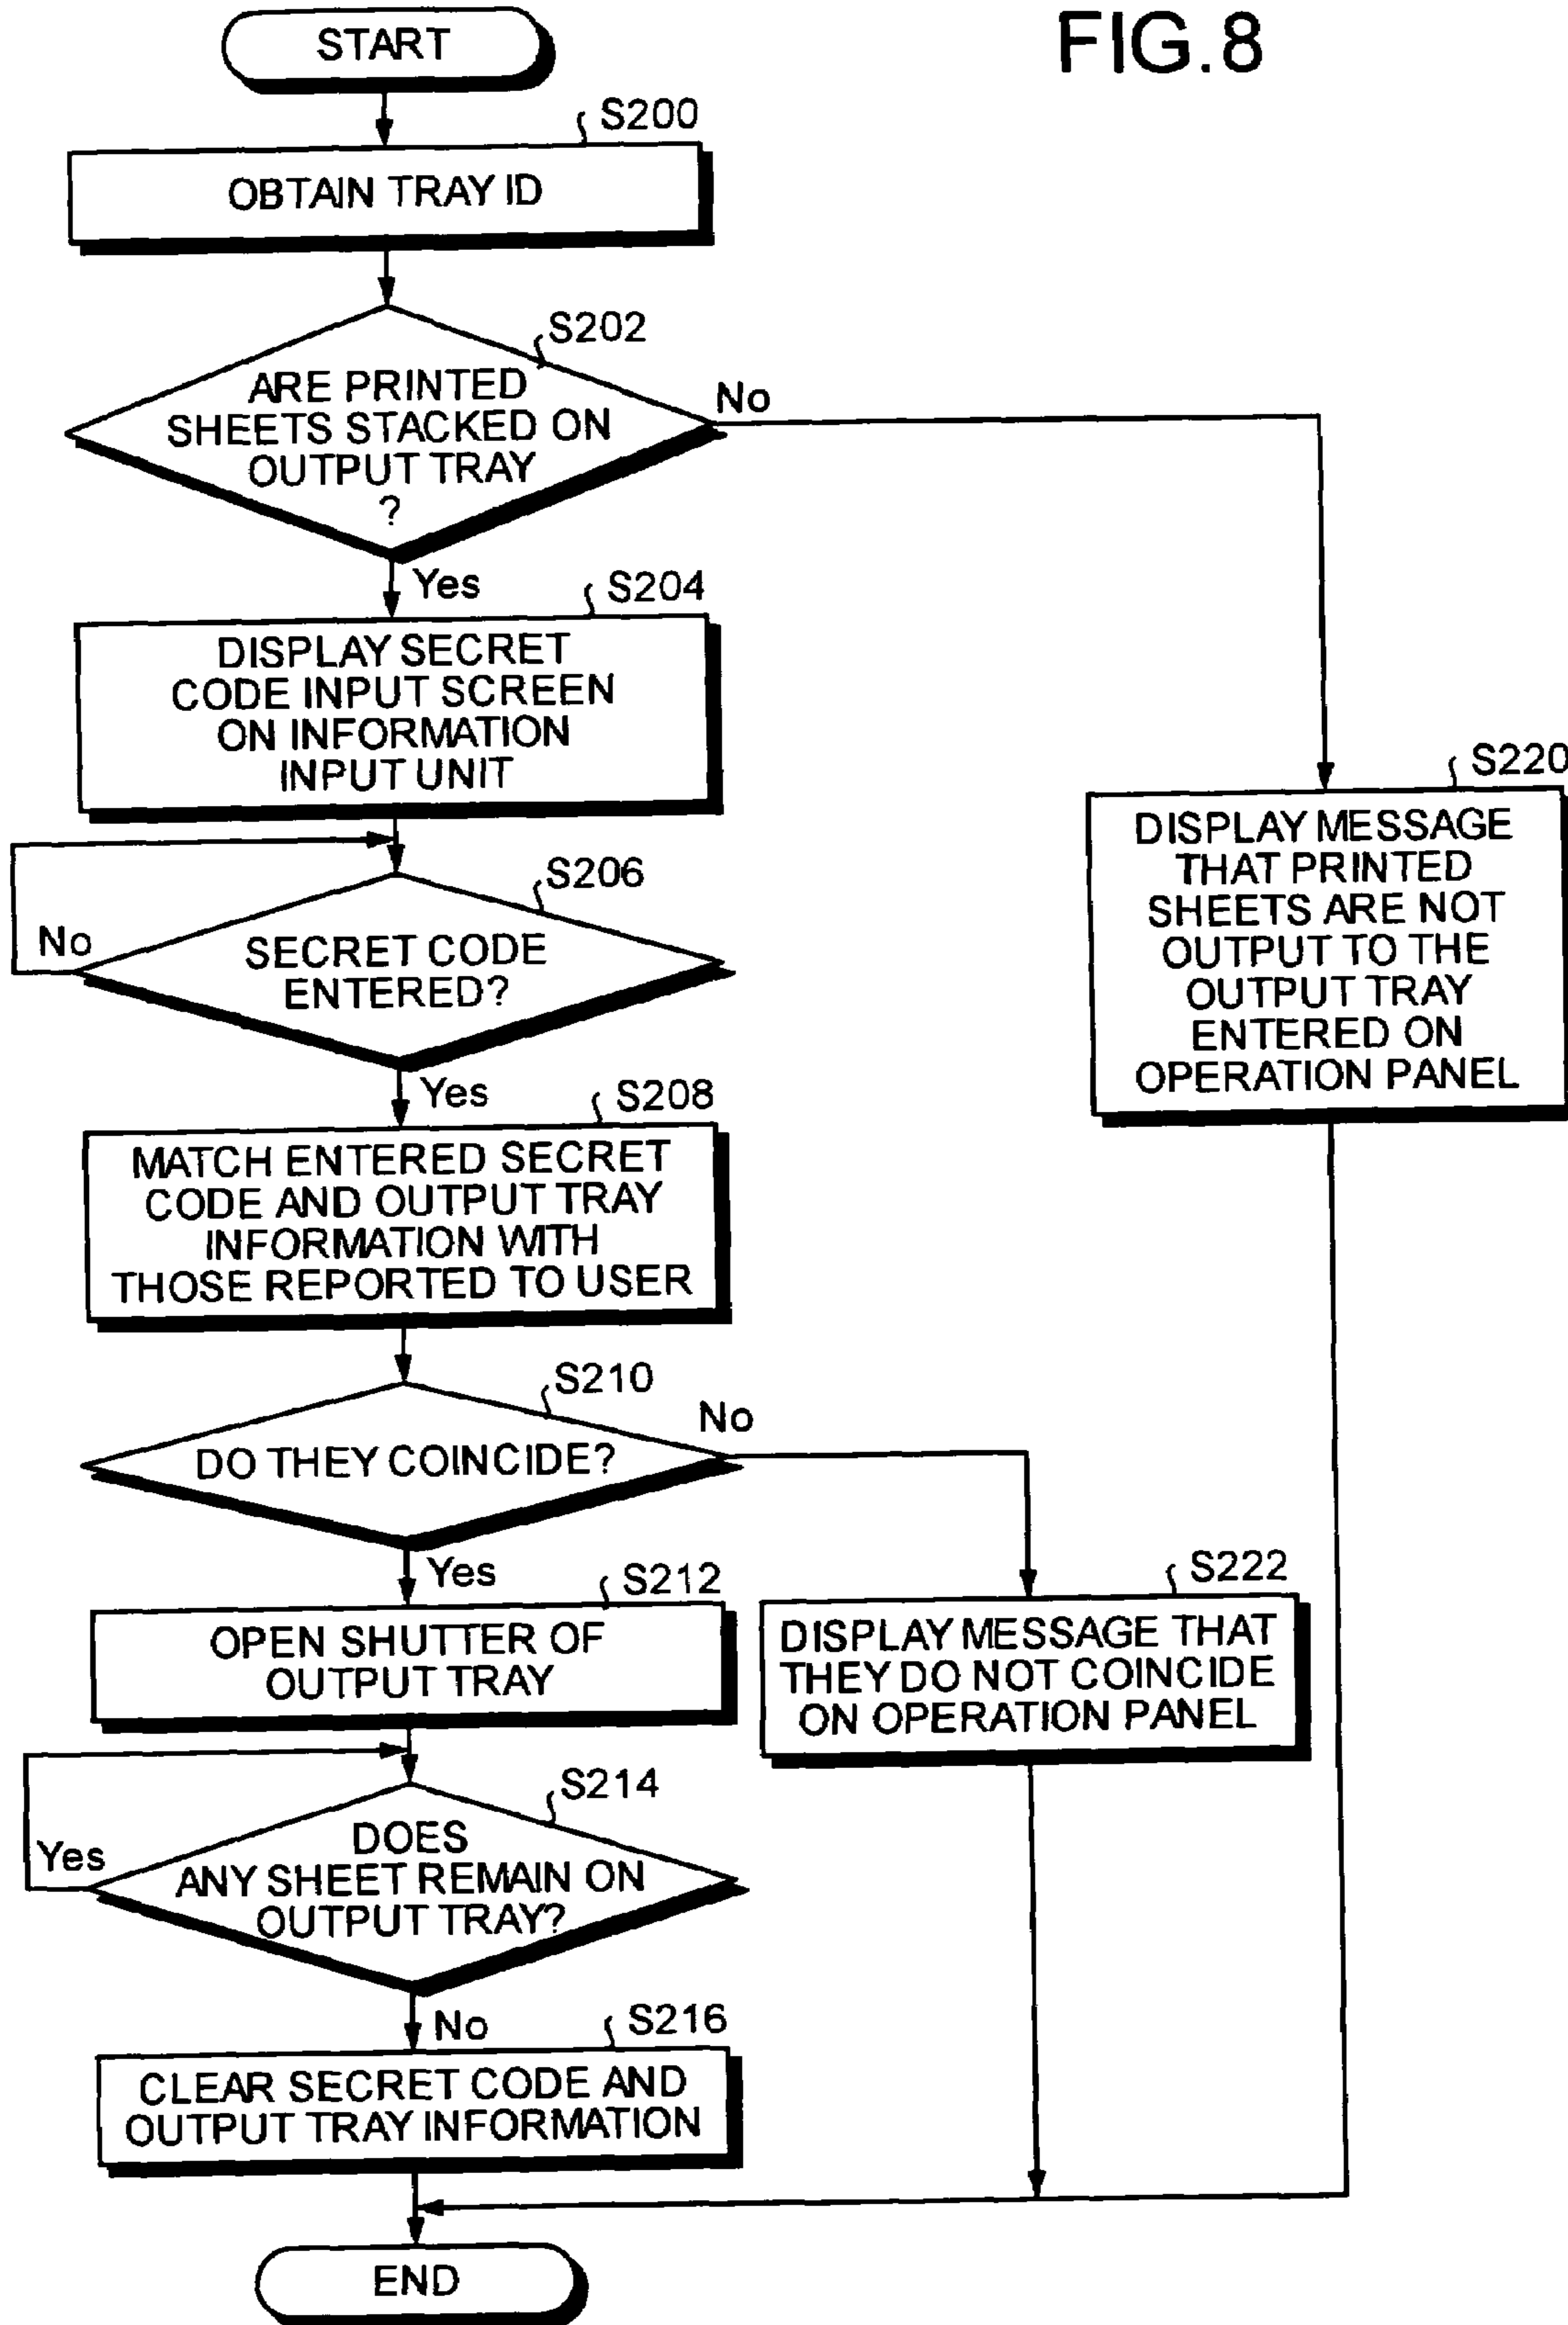 FIG.8
START
S200
OBTAIN TRAY ID
S202
ARE PRINTED
SHEETS STACKED ON
OUTPUT TRAY
?
No
Yes
S204
DISPLAY SECRET
CODE INPUT SCREEN
ON INFORMATION
INPUT UNIT
S220
DISPLAY MESSAGE
THAT PRINTED
SHEETS ARE NOT
OUTPUT TO THE
OUTPUT TRAY
ENTERED ON
OPERATION PANEL
S206
No
SECRET CODE
ENTERED?
Yes
S208
MATCH ENTERED SECRET
CODE AND OUTPUT TRAY
INFORMATION WITH
THOSE REPORTED TO USER
S210
No
DO THEY COINCIDE?
Yes
S212
OPEN SHUTTER OF
OUTPUT TRAY
S222
DISPLAY MESSAGE THAT
THEY DO NOT COINCIDE
ON OPERATION PANEL
S214
Yes
DOES
ANY SHEET REMAIN ON
OUTPUT TRAY?
No
S216
CLEAR SECRET CODE AND
OUTPUT TRAY INFORMATION
END